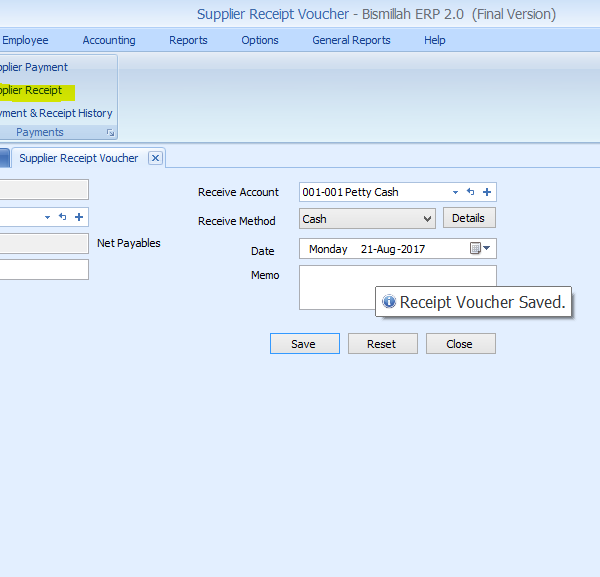 Supplier Receipt Voucher - Bismillah ERP 2.0 (Final Version)
Employee Accounting Reports Options General Reports Help
pplier Payment
pplier Receipt
yment & Receipt History
Payments
Supplier Receipt Voucher
Receive Account 001-001 Petty Cash
Receive Method Cash Details
Net Payables
Date Monday 21-Aug-2017
Memo
Receipt Voucher Saved.
Save Reset Close